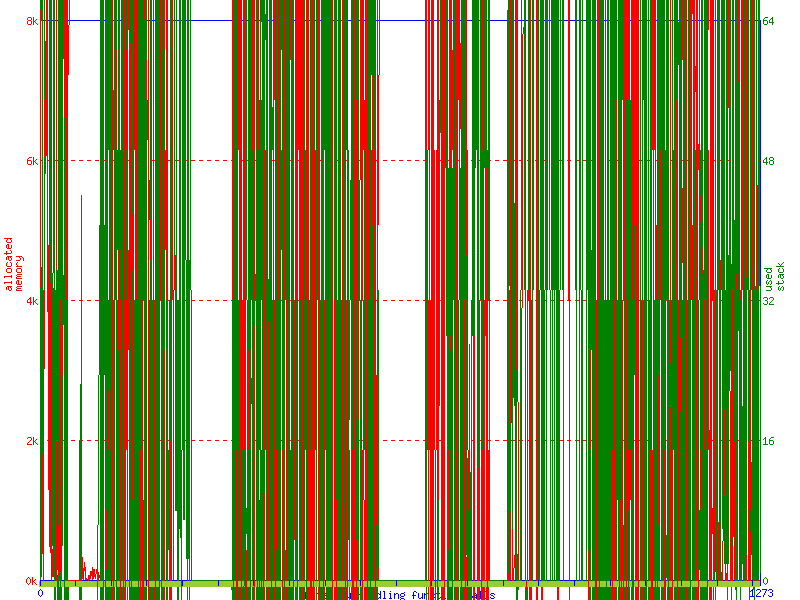 8k
64
6k
48
allocated
memory
used
stack
4k
32
2k
16
0k
0
0
1273